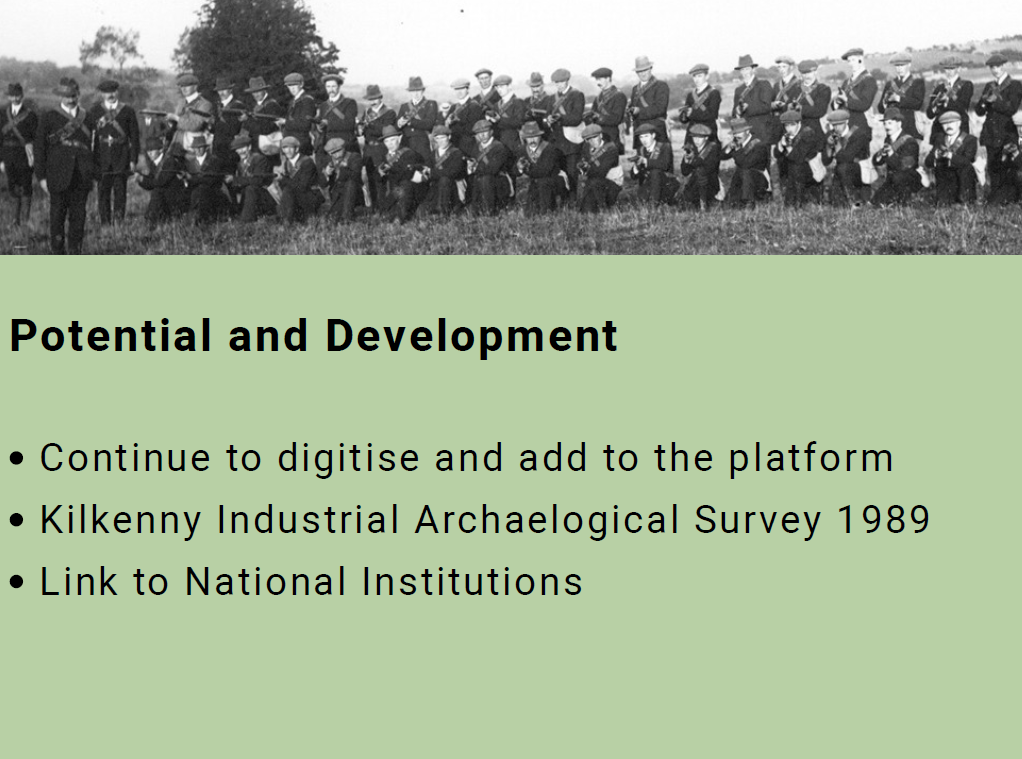 Potential and Development
• Continue to digitise and add to the platform
• Kilkenny Industrial Archaelogical Survey 1989
• Link to National Institutions